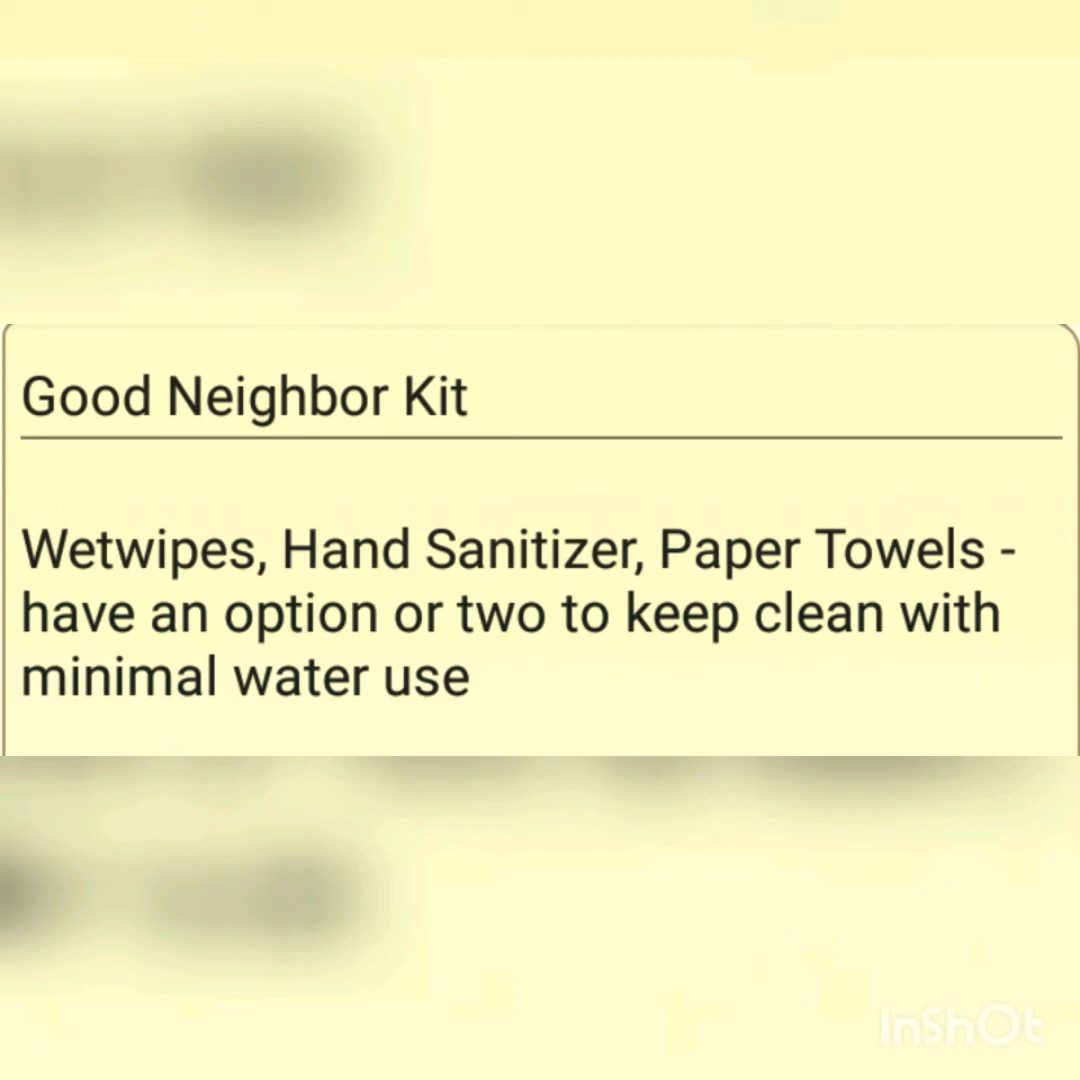 Good Neighbor Kit
Wetwipes, Hand Sanitizer, Paper Towels -
have an option or two to keep clean with
minimal water use
InShOt